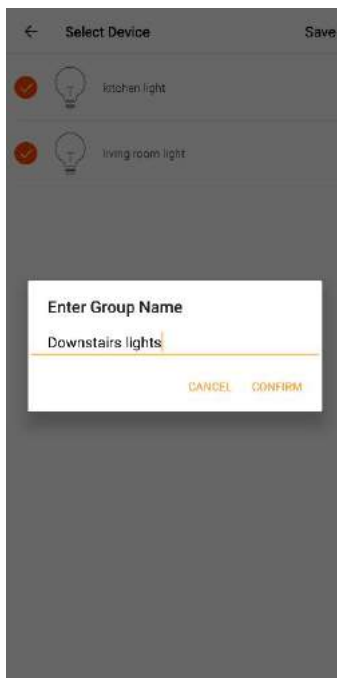 Select Device Save
kitchen light
living room light
Enter Group Name
Downstairs lights
CANCEL CONFIRM